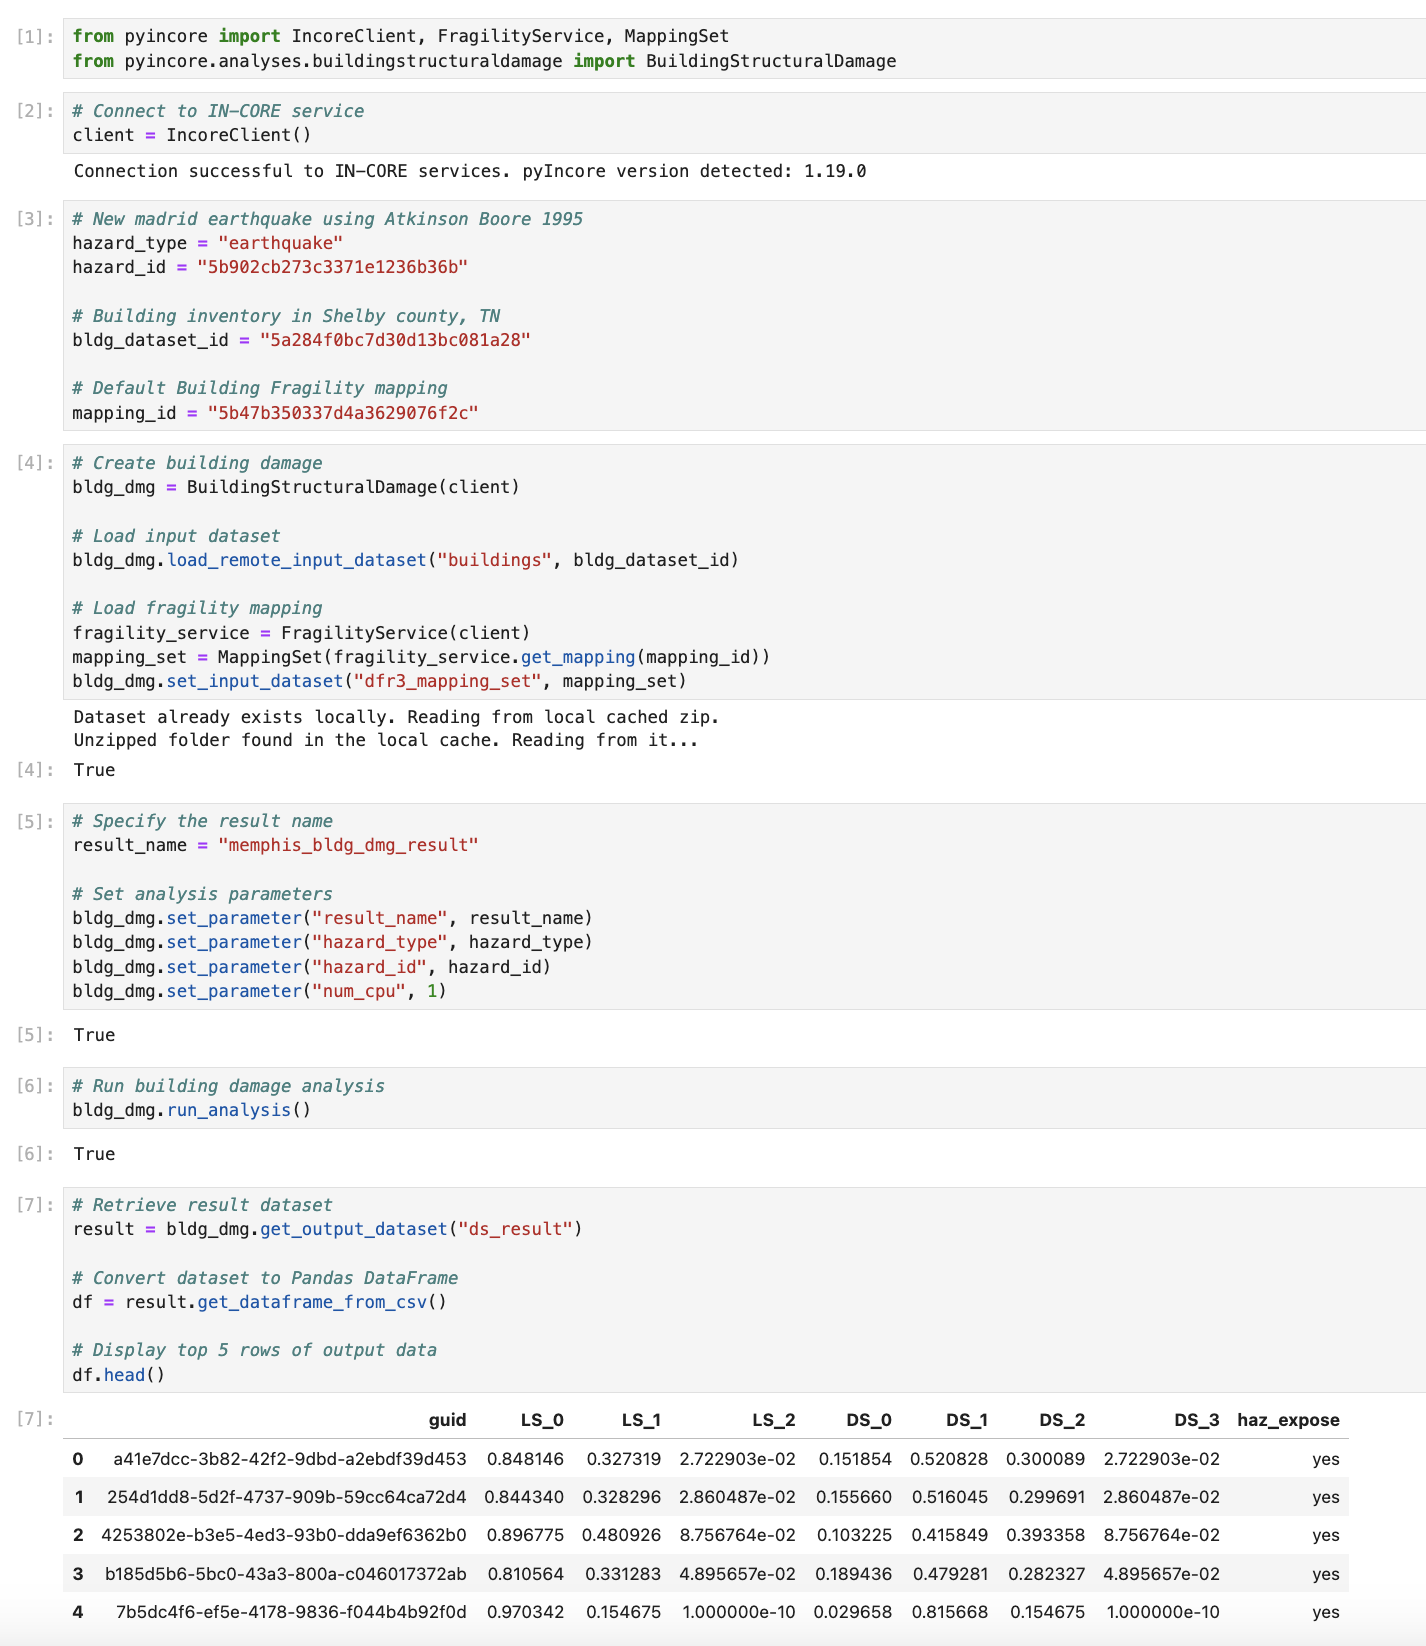 [1]: from pyincore import IncoreClient, FragilityService, MappingSet
from pyincore.analyses.buildingstructuraldamage import BuildingStructuralDamage
[2]: # Connect to IN-CORE service
client = IncoreClient()
Connection successful to IN-CORE services. pyIncore version detected: 1.19.0
[3]: # New madrid earthquake using Atkinson Boore 1995
hazard_type = "earthquake"
hazard_id = "5b902cb273c3371e1236b36b"
# Building inventory in Shelby county, TN
bldg_dataset_id = "5a284f0bc7d30d13bc081a28"
# Default Building Fragility mapping
mapping_id = "5b47b350337d4a3629076f2c"
[4]: # Create building damage
bldg_dmg = BuildingStructuralDamage(client)
# Load input dataset
bldg_dmg.load_remote_input_dataset("buildings", bldg_dataset_id)
# Load fragility mapping
fragility_service = FragilityService(client)
mapping_set = MappingSet(fragility_service.get_mapping(mapping_id))
bldg_dmg.set_input_dataset("dfr3_mapping_set", mapping_set)
Dataset already exists locally. Reading from local cached zip.
Unzipped folder found in the local cache. Reading from it...
[4]: True
[5]: # Specify the result name
result_name = "memphis_bldg_dmg_result"
# Set analysis parameters
bldg_dmg.set_parameter("result_name", result_name)
bldg_dmg.set_parameter("hazard_type", hazard_type)
bldg_dmg.set_parameter("hazard_id", hazard_id)
bldg_dmg.set_parameter("num_cpu", 1)
[5]: True
[6]: # Run building damage analysis
bldg_dmg.run_analysis()
[6]: True
[7]: # Retrieve result dataset
result = bldg_dmg.get_output_dataset("ds_result")
# Convert dataset to Pandas DataFrame
df = result.get_dataframe_from_csv()
# Display top 5 rows of output data
df.head()
[7]: guid LS_0 LS_1 LS_2 DS_0 DS_1 DS_2 DS_3 haz_expose
0 a41e7dcc-3b82-42f2-9dbd-a2ebdf39d453 0.848146 0.327319 2.722903e-02 0.151854 0.520828 0.300089 2.722903e-02 yes
1 254d1dd8-5d2f-4737-909b-59cc64ca72d4 0.844340 0.328296 2.860487e-02 0.155660 0.516045 0.299691 2.860487e-02 yes
2 4253802e-b3e5-4ed3-93b0-dda9ef6362b0 0.896775 0.480926 8.756764e-02 0.103225 0.415849 0.393358 8.756764e-02 yes
3 b185d5b6-5bc0-43a3-800a-c046017372ab 0.810564 0.331283 4.895657e-02 0.189436 0.479281 0.282327 4.895657e-02 yes
4 7b5dc4f6-ef5e-4178-9836-f044b4b92f0d 0.970342 0.154675 1.000000e-10 0.029658 0.815668 0.154675 1.000000e-10 yes